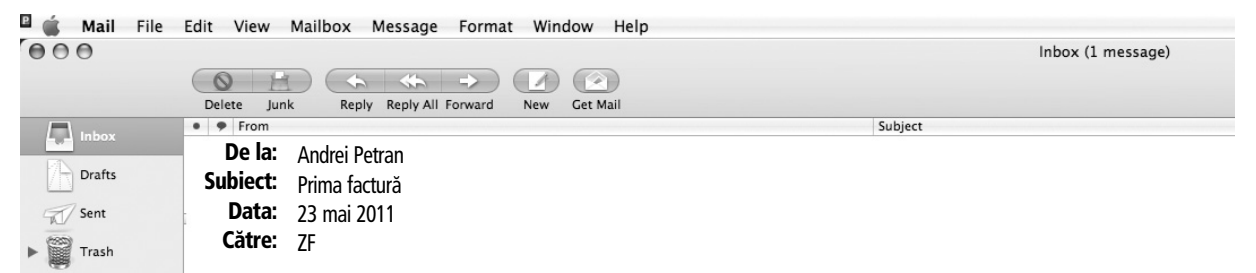 Mail File Edit View Mailbox Message Format Window Help
Inbox (1 message)
Delete Junk Reply Reply All Forward New Get Mail
Inbox
From Subject
De la: Andrei Petran
Drafts
Subiect: Prima factură
Sent
Data: 23 mai 2011
Trash
Către: ZF